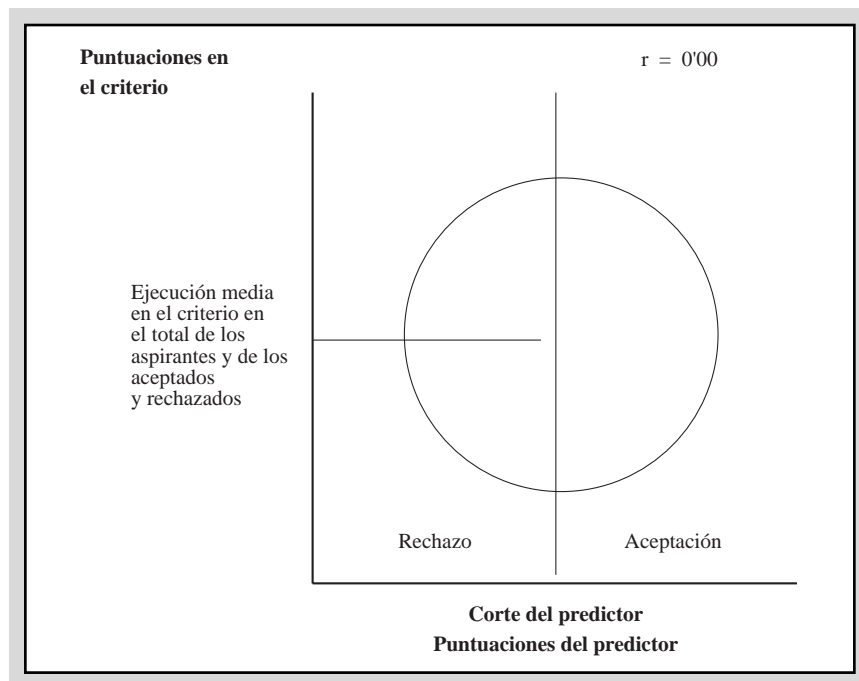 Puntuaciones en
el criterio
r = 0'00
Ejecución media
en el criterio en
el total de los
aspirantes y de los
aceptados
y rechazados
Rechazo
Aceptación
Corte del predictor
Puntuaciones del predictor